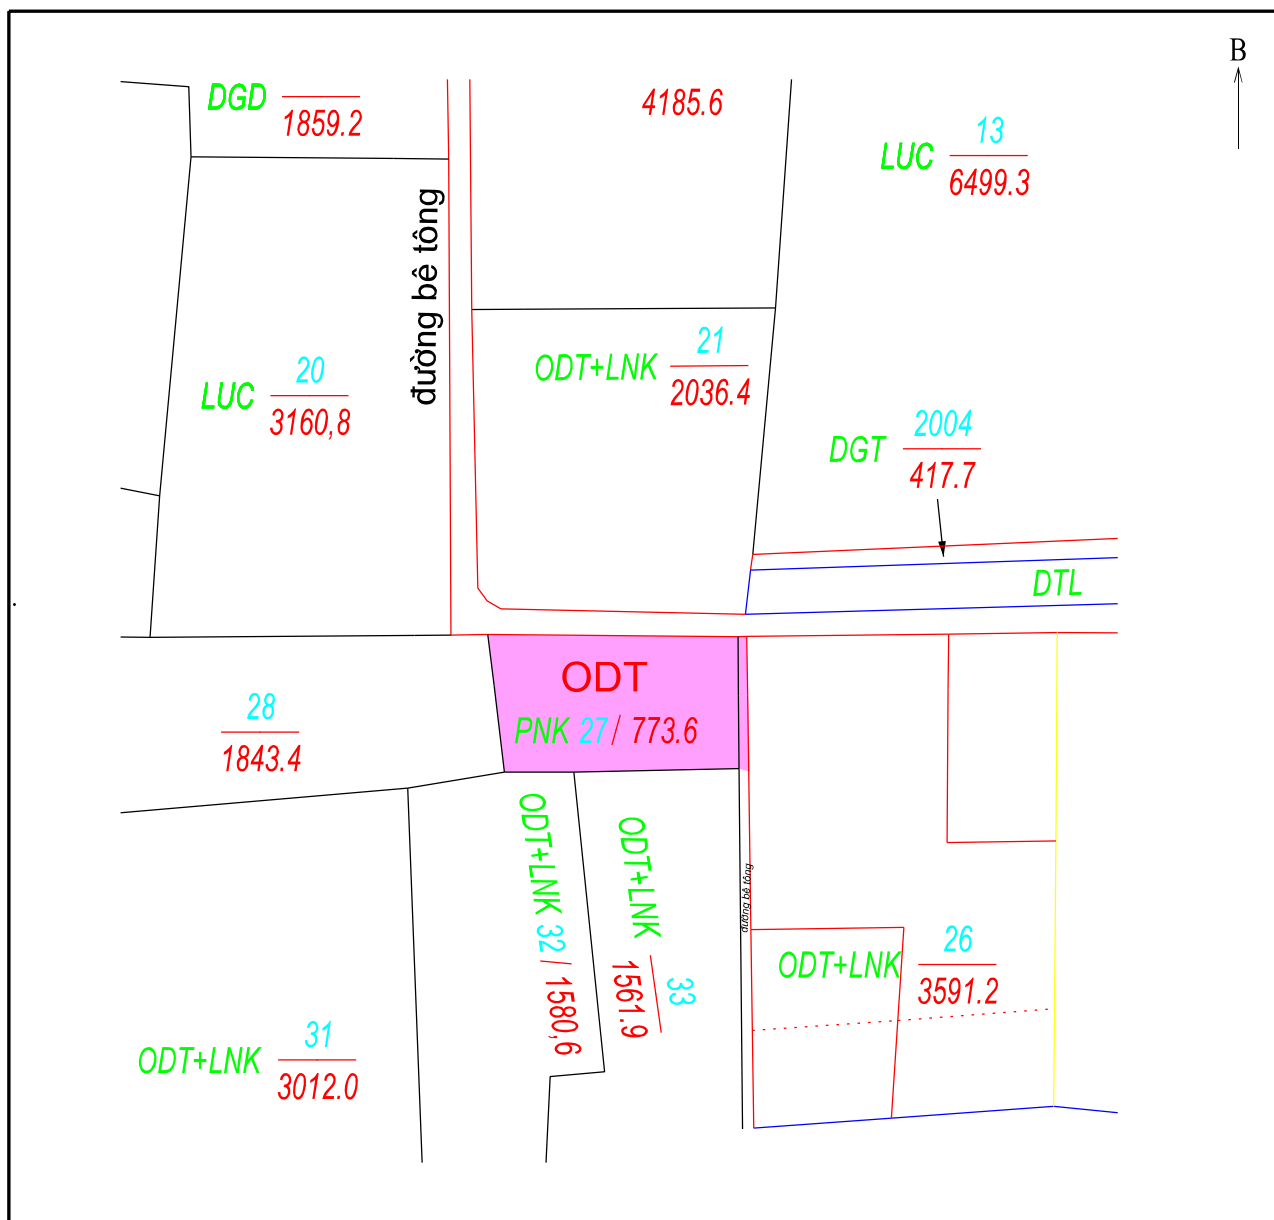 B
DGD
1859.2
4185.6
13
LUC
6499.3
đường bê tông
21
ODT+LNK
2036.4
20
LUC
3160,8
2004
DGT
417.7
DTL
ODT
PNK 27/ 773.6
28
1843.4
ODT+LNK 32/ 1580,6
ODT+LNK
33
1561.9
đường bê tông
26
ODT+LNK
3591.2
31
ODT+LNK
3012.0